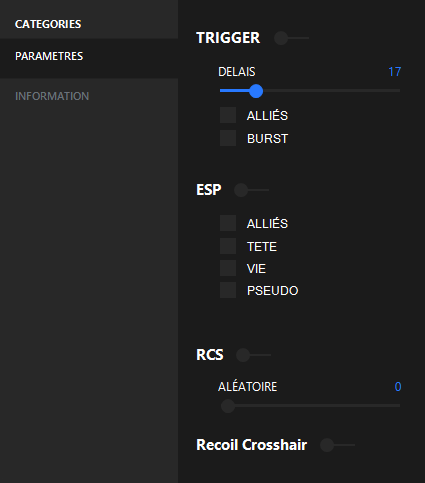 CATEGORIES
PARAMETRES
INFORMATION
TRIGGER
DELAIS 17
ALLIÉS
BURST
ESP
ALLIÉS
TETE
VIE
PSEUDO
RCS
ALÉATOIRE 0
Recoil Crosshair